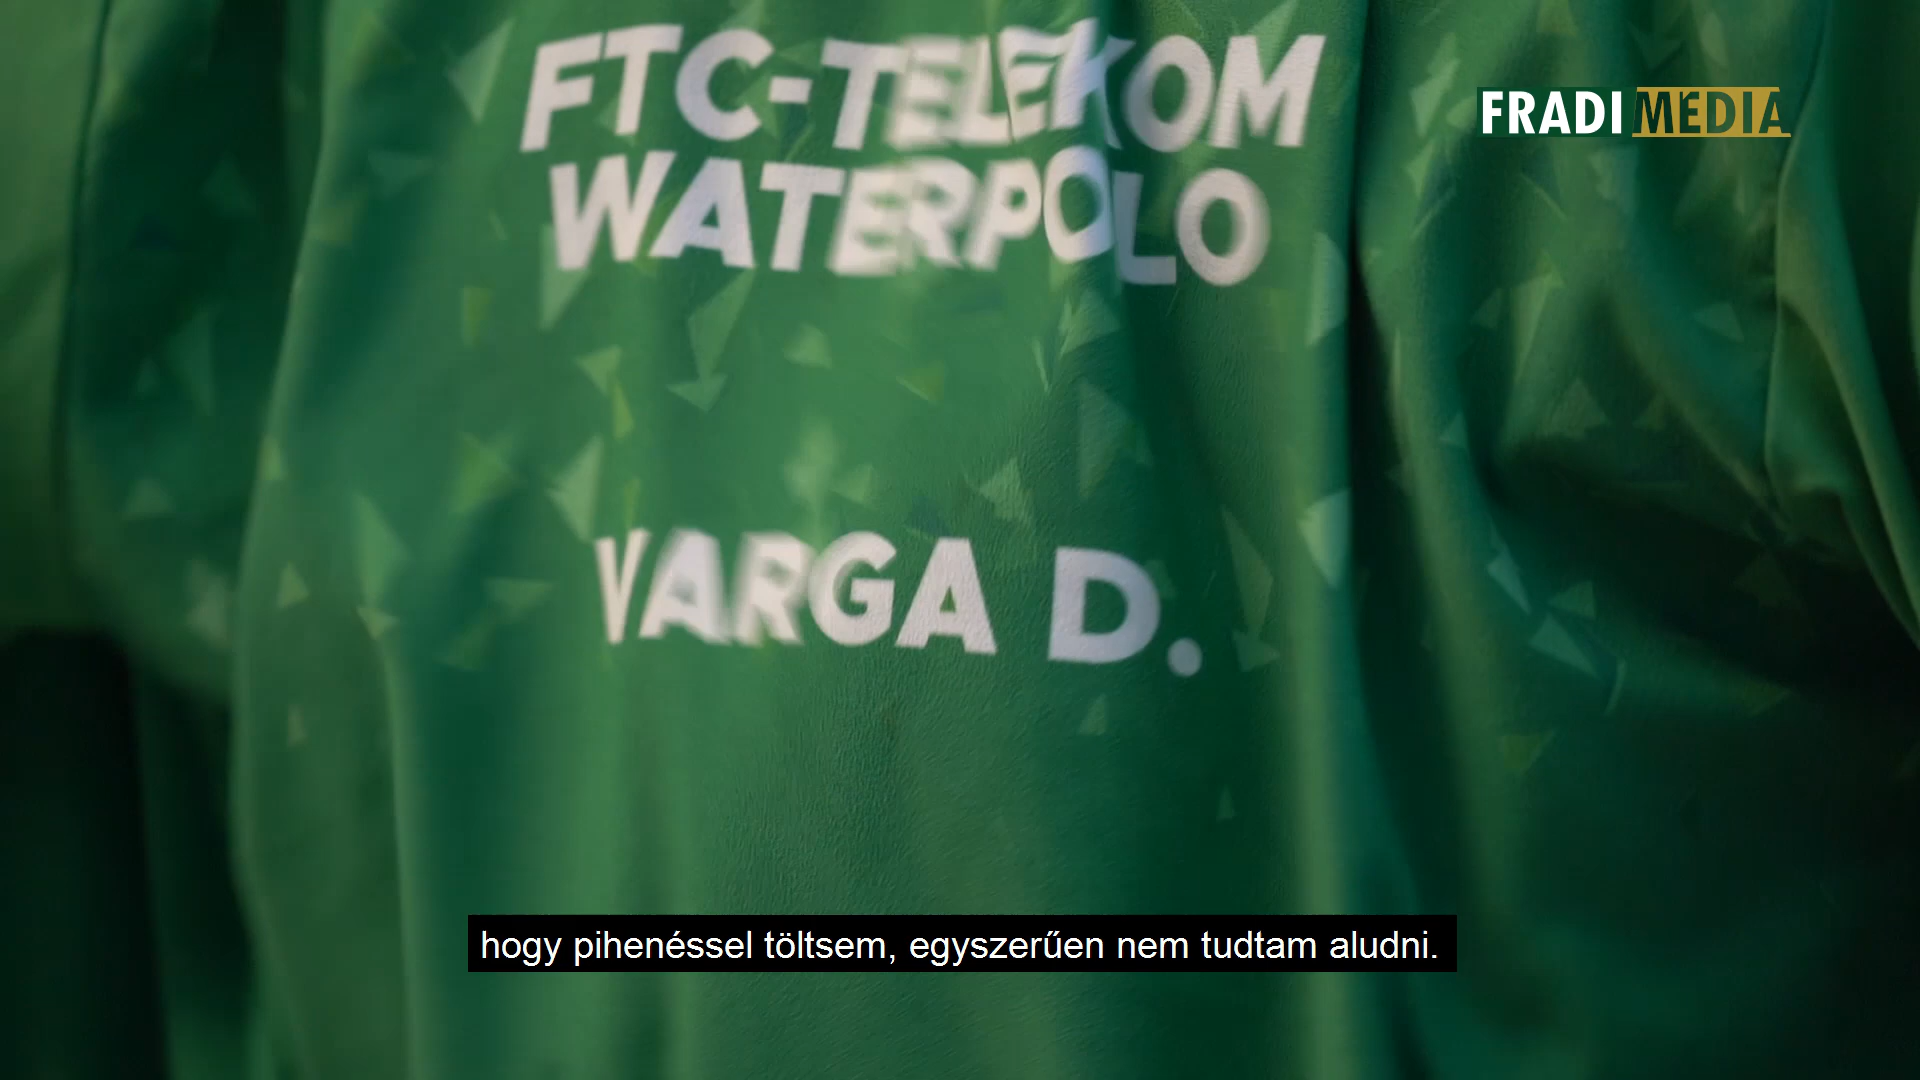 FTC-TELEKOM
WATERPOLO
FRADI MÉDIA
VARGA D.
hogy pihenéssel töltsem, egyszerűen nem tudtam aludni.